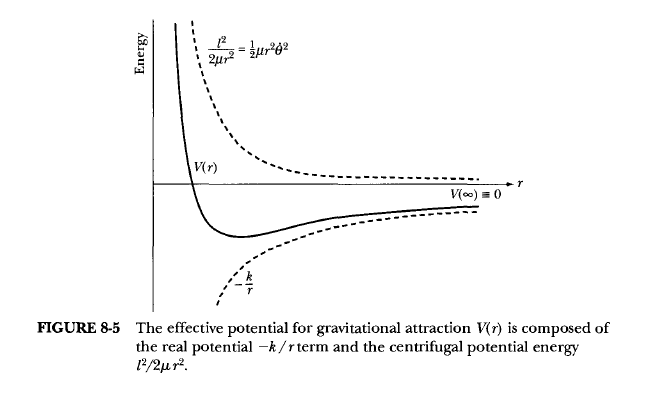 Energy
l²/2μr² = ½μr²θ̇²
V(r)
r
V(∞) ≡ 0
−k/r
FIGURE 8-5 The effective potential for gravitational attraction V(r) is composed of
the real potential −k/r term and the centrifugal potential energy
l²/2μr².